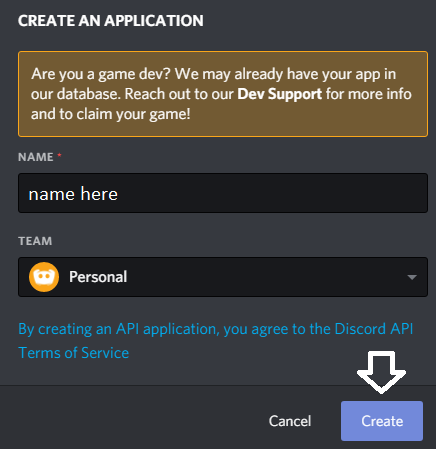 CREATE AN APPLICATION
Are you a game dev? We may already have your app in
our database. Reach out to our Dev Support for more info
and to claim your game!
NAME *
name here
TEAM
Personal
By creating an API application, you agree to the Discord API
Terms of Service
Cancel
Create